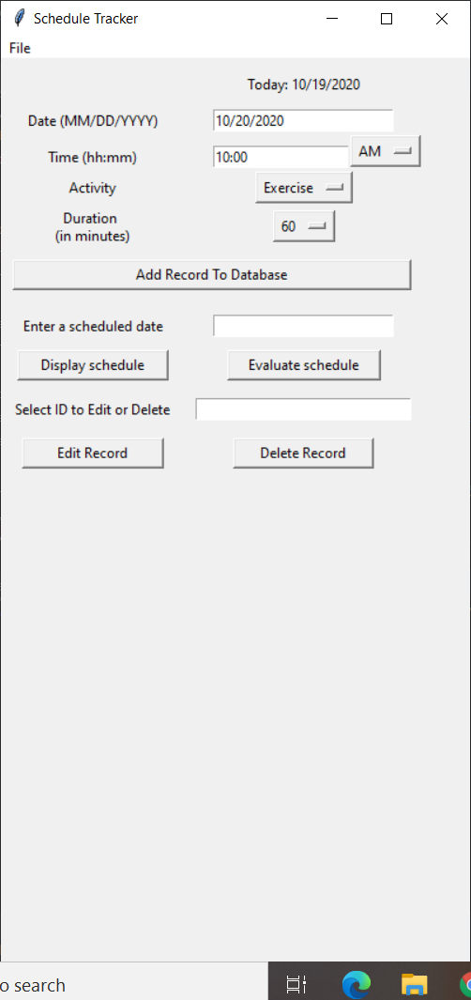 Schedule Tracker
File
Today: 10/19/2020
Date (MM/DD/YYYY) 10/20/2020
Time (hh:mm) 10:00 AM
Activity Exercise
Duration
(in minutes) 60
Add Record To Database
Enter a scheduled date
Display schedule Evaluate schedule
Select ID to Edit or Delete
Edit Record Delete Record
o search